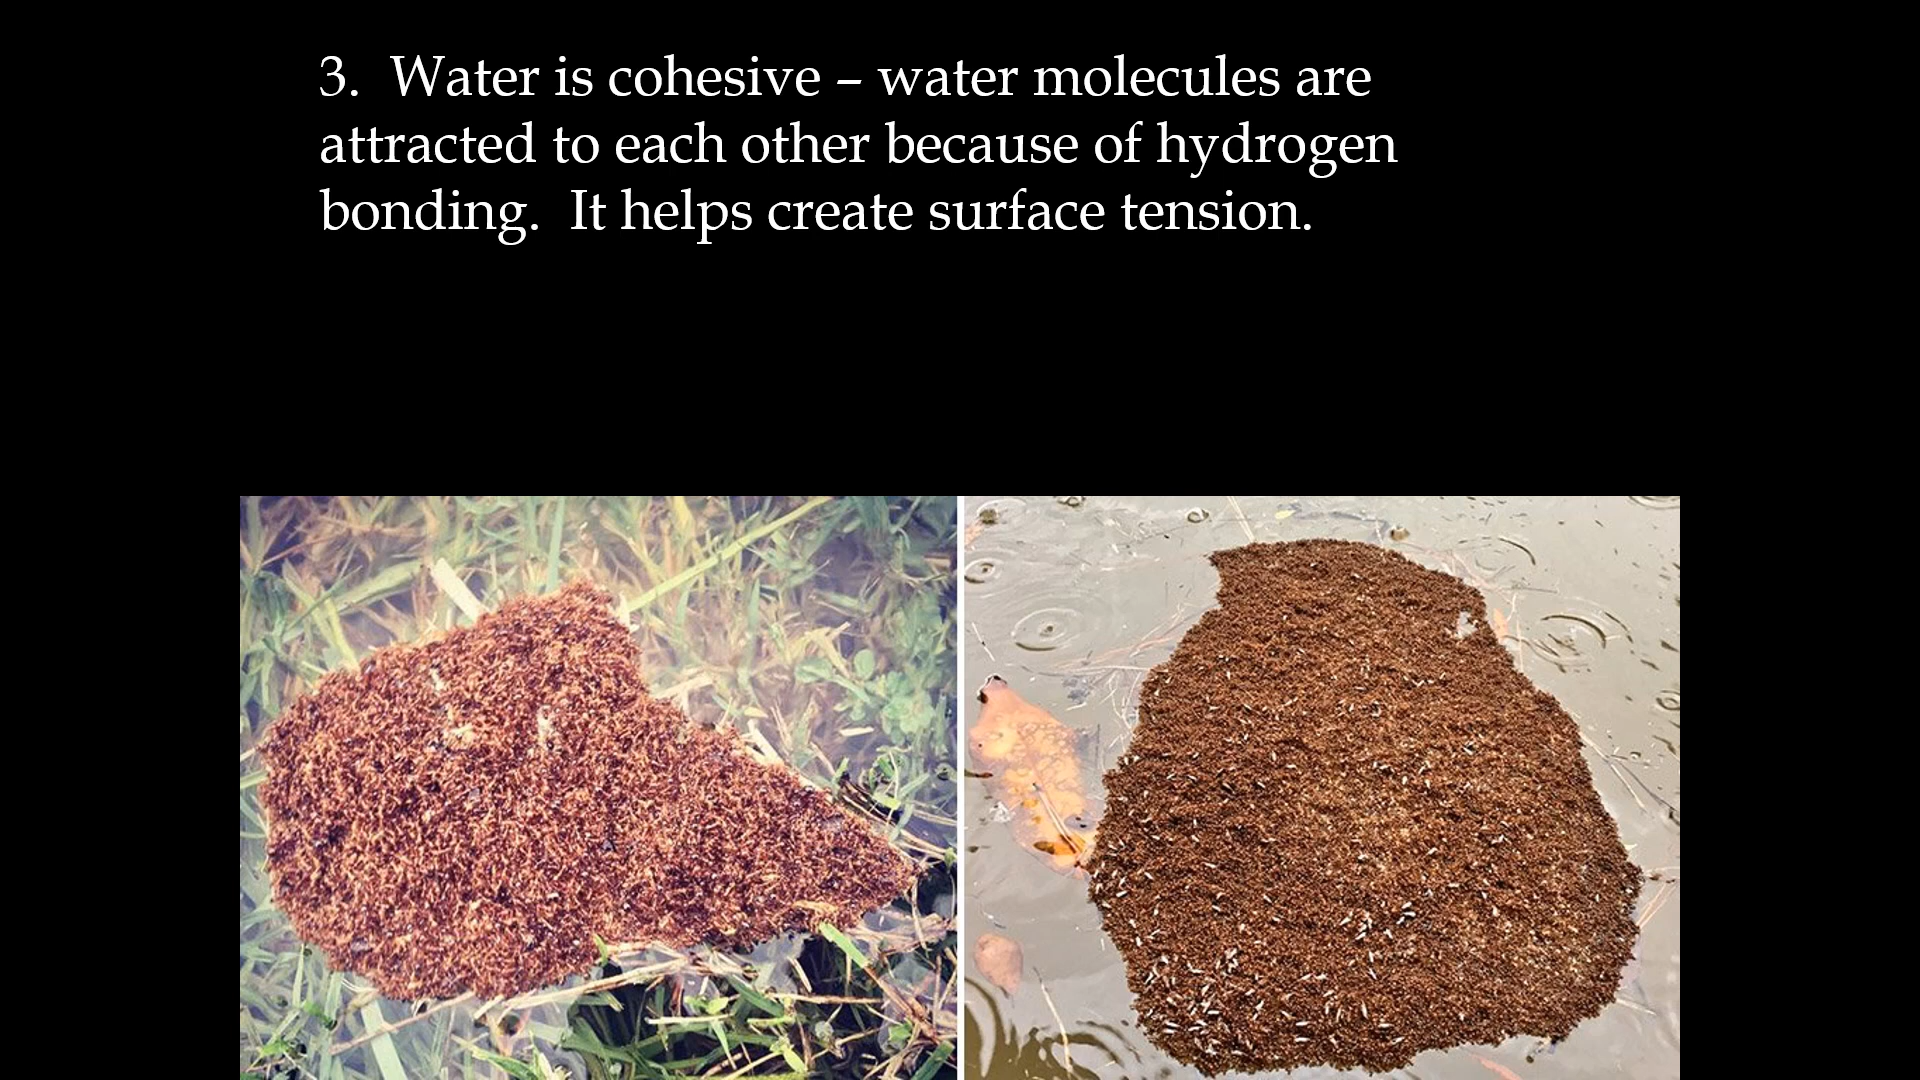 3.  Water is cohesive – water molecules are
attracted to each other because of hydrogen
bonding.  It helps create surface tension.